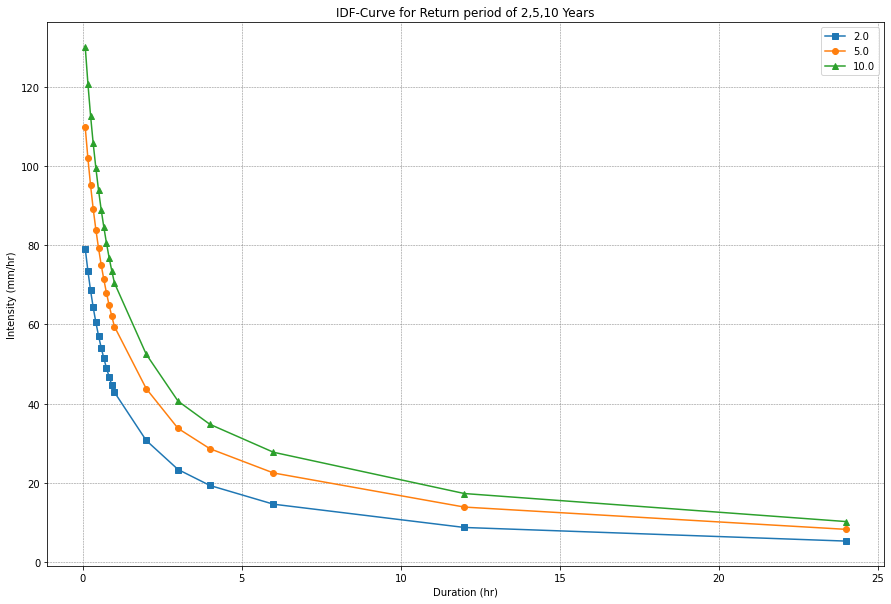 IDF-Curve for Return period of 2,5,10 Years
2.0
5.0
10.0
Intensity (mm/hr)
120
100
80
60
40
20
0
0 5 10 15 20 25
Duration (hr)